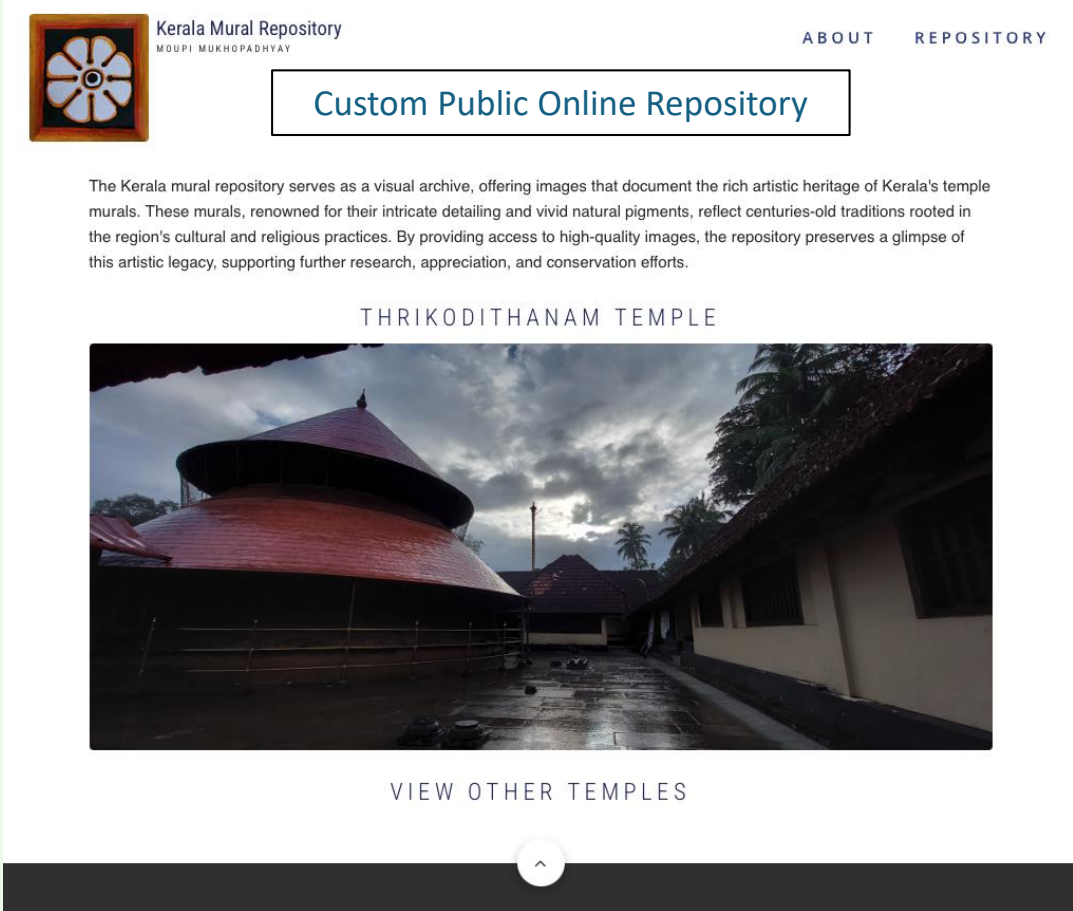 Kerala Mural Repository
MOUPI MUKHOPADHYAY
ABOUT REPOSITORY
Custom Public Online Repository
The Kerala mural repository serves as a visual archive, offering images that document the rich artistic heritage of Kerala's temple
murals. These murals, renowned for their intricate detailing and vivid natural pigments, reflect centuries-old traditions rooted in
the region's cultural and religious practices. By providing access to high-quality images, the repository preserves a glimpse of
this artistic legacy, supporting further research, appreciation, and conservation efforts.
THRIKODITHANAM TEMPLE
VIEW OTHER TEMPLES